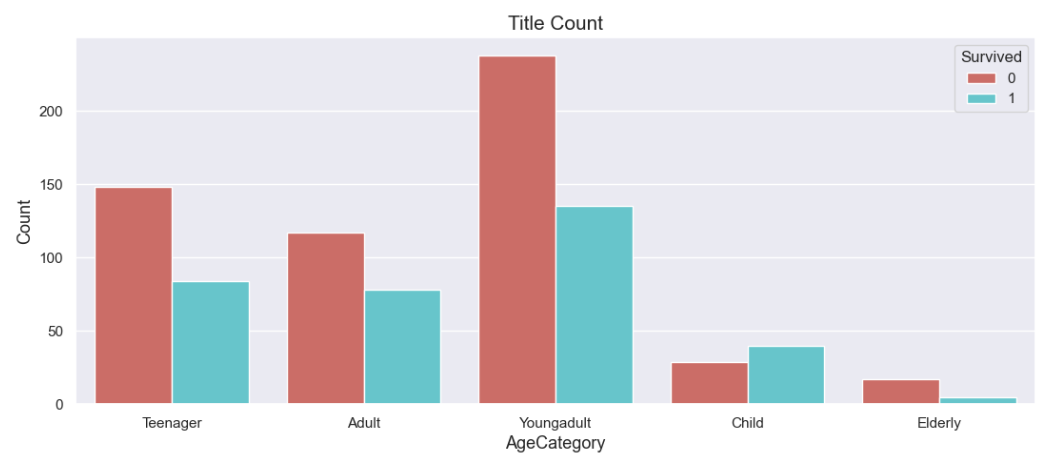 Title Count
Survived
0
1
200
150
100
50
0
Count
Teenager
Adult
Youngadult
Child
Elderly
AgeCategory